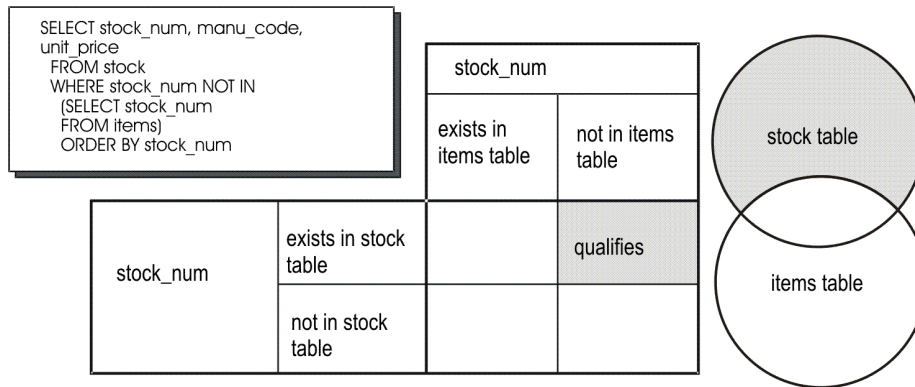 SELECT stock_num, manu_code,
unit_price
FROM stock
WHERE stock_num NOT IN
(SELECT stock_num
FROM items)
ORDER BY stock_num
stock_num
exists in
items table
not in items
table
stock_num
exists in stock
table
qualifies
not in stock
table
stock table
items table